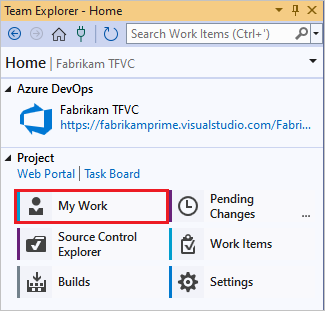 Team Explorer - Home
Search Work Items (Ctrl+')
Home | Fabrikam TFVC
Azure DevOps
Fabrikam TFVC
https://fabrikamprime.visualstudio.com/Fabri...
Project
Web Portal | Task Board
My Work
Pending
Changes ...
Source Control
Explorer
Work Items
Builds
Settings